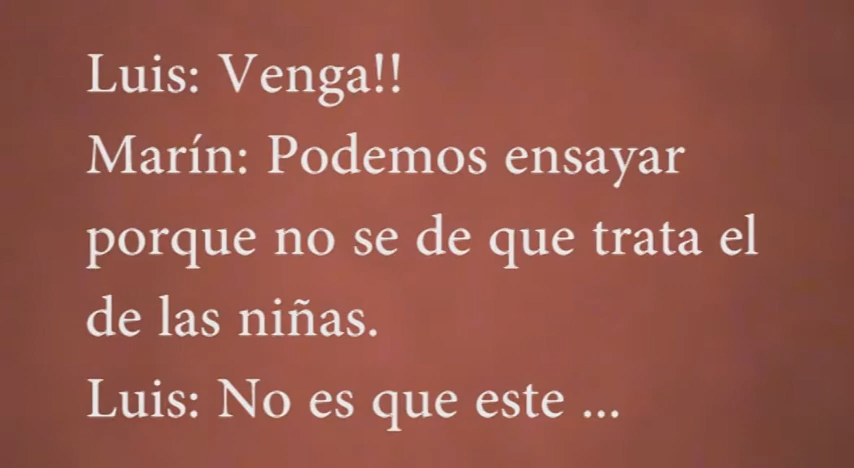 Luis: Venga!!
Marín: Podemos ensayar
porque no se de que trata el
de las niñas.
Luis: No es que este ...